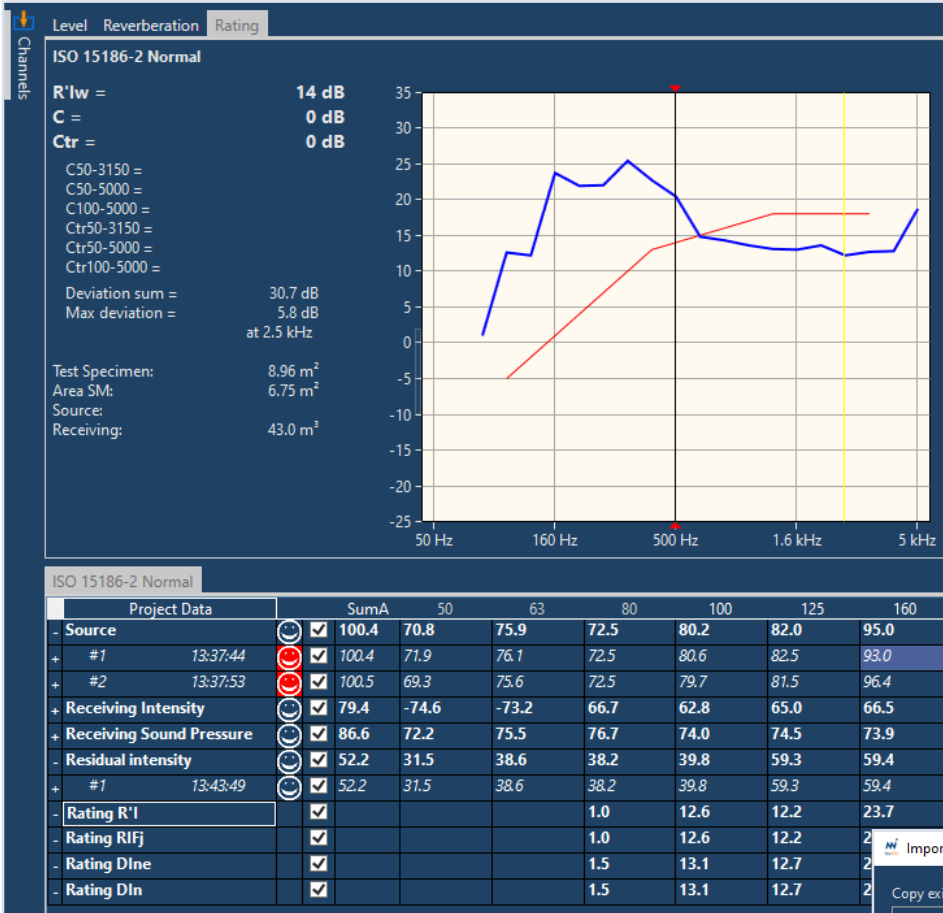 Channels
Level Reverberation Rating
ISO 15186-2 Normal
R'Iw = 14 dB
C = 0 dB
Ctr = 0 dB
C50-3150 =
C50-5000 =
C100-5000 =
Ctr50-3150 =
Ctr50-5000 =
Ctr100-5000 =
Deviation sum = 30.7 dB
Max deviation = 5.8 dB
at 2.5 kHz
Test Specimen: 8.96 m²
Area SM: 6.75 m²
Source:
Receiving: 43.0 m³
35
30
25
20
15
10
5
0
-5
-10
-15
-20
-25
50 Hz 160 Hz 500 Hz 1.6 kHz 5 kHz
ISO 15186-2 Normal
Project Data SumA 50 63 80 100 125 160
- Source 100.4 70.8 75.9 72.5 80.2 82.0 95.0
+ #1 13:37:44 100.4 71.9 76.1 72.5 80.6 82.5 93.0
+ #2 13:37:53 100.5 69.3 75.6 72.5 79.7 81.5 96.4
+ Receiving Intensity 79.4 -74.6 -73.2 66.7 62.8 65.0 66.5
+ Receiving Sound Pressure 86.6 72.2 75.5 76.7 74.0 74.5 73.9
- Residual intensity 52.2 31.5 38.6 38.2 39.8 59.3 59.4
+ #1 13:43:49 52.2 31.5 38.6 38.2 39.8 59.3 59.4
- Rating R'I 1.0 12.6 12.2 23.7
- Rating RIFj 1.0 12.6 12.2 2
- Rating DIne 1.5 13.1 12.7 2
- Rating DIn 1.5 13.1 12.7 2
Impor
Copy exi